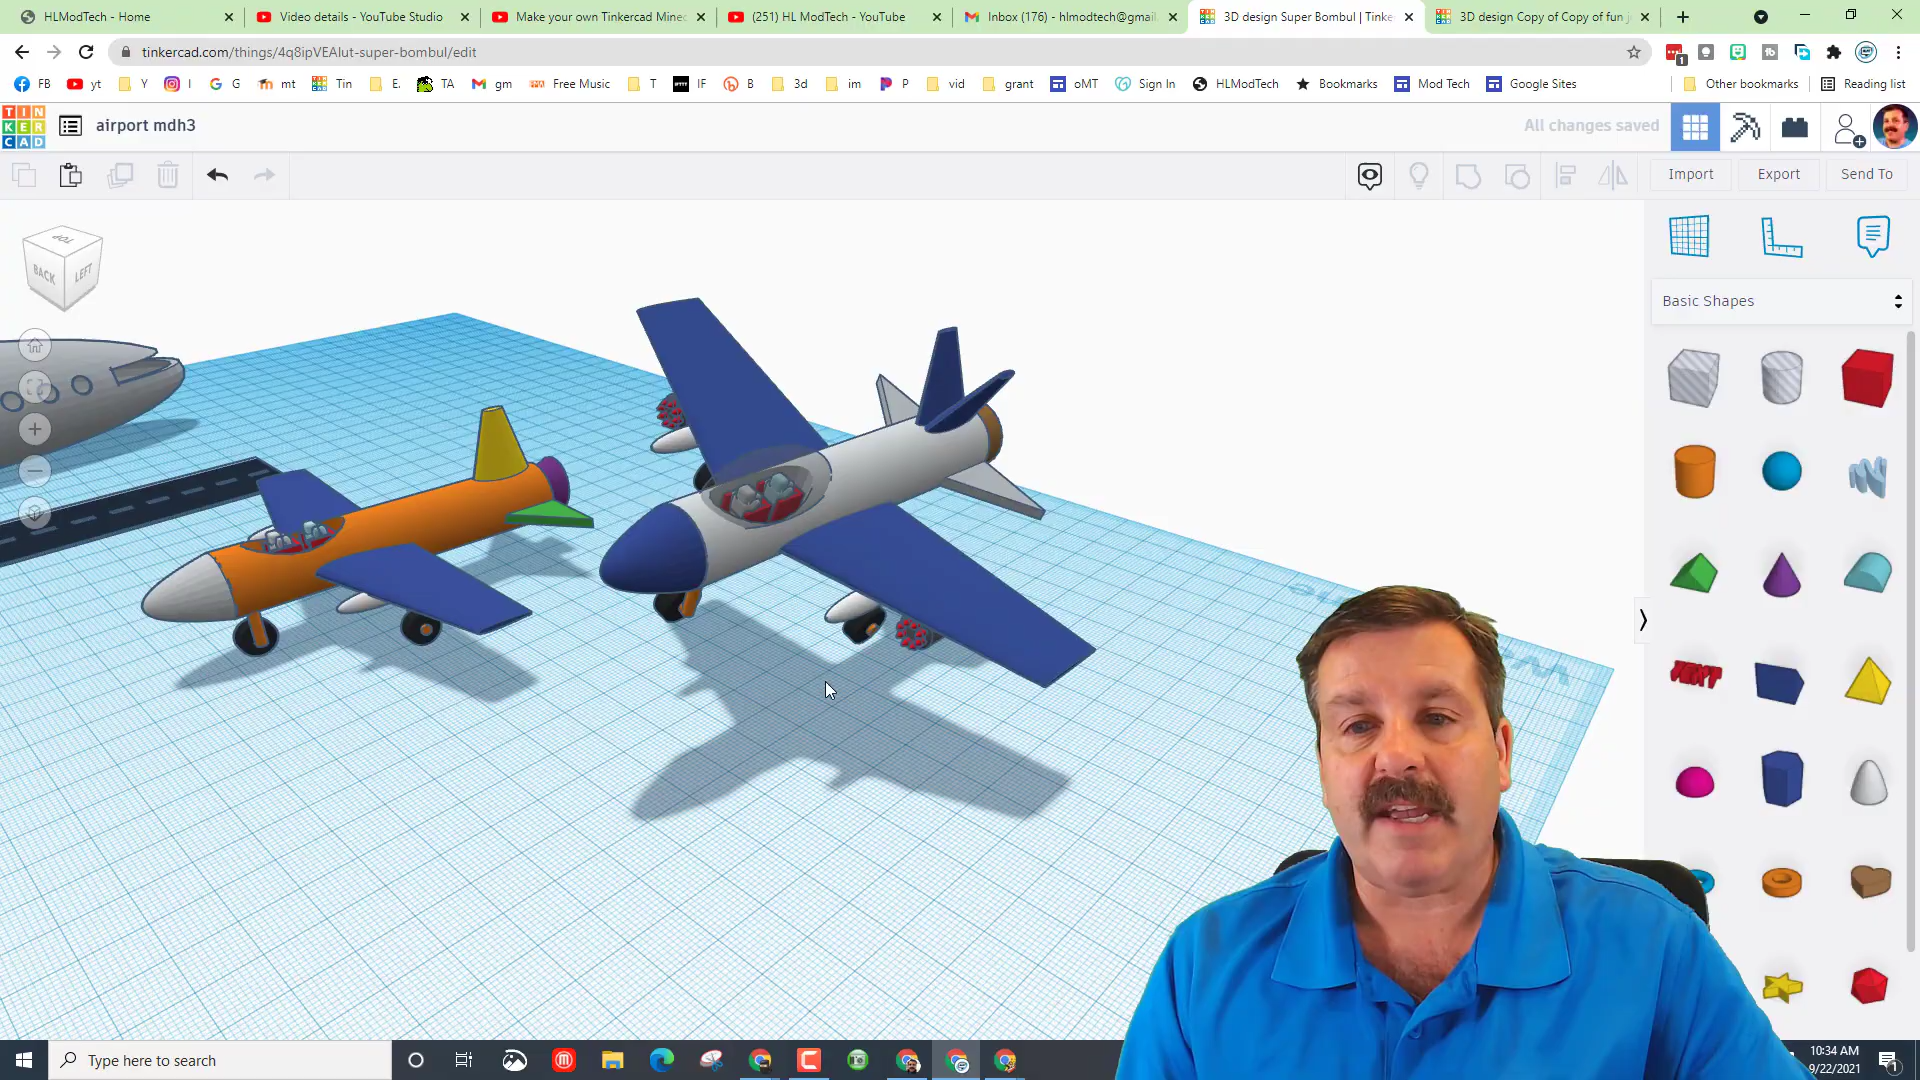 HLModTech - Home
Video details - YouTube Studio
Make your own Tinkercad Minec
(251) HL ModTech - YouTube
Inbox (176) - hlmodtech@gmail.
3D design Super Bombul | Tinke
3D design Copy of Copy of fun j
tinkercad.com/things/4q8ipVEAlut-super-bombul/edit
1
FB
yt
Y
I
G
mt
Tin
E.
TA
gm
Free Music
T
IF
B
3d
im
P
vid
grant
oMT
Sign In
HLModTech
Bookmarks
Mod Tech
Google Sites
Other bookmarks
Reading list
TIN
KER
CAD
airport mdh3
All changes saved
Import
Export
Send To
TOP
BACK
LEFT
Basic Shapes
TEXT
Type here to search
10:34 AM
9/22/2021
1